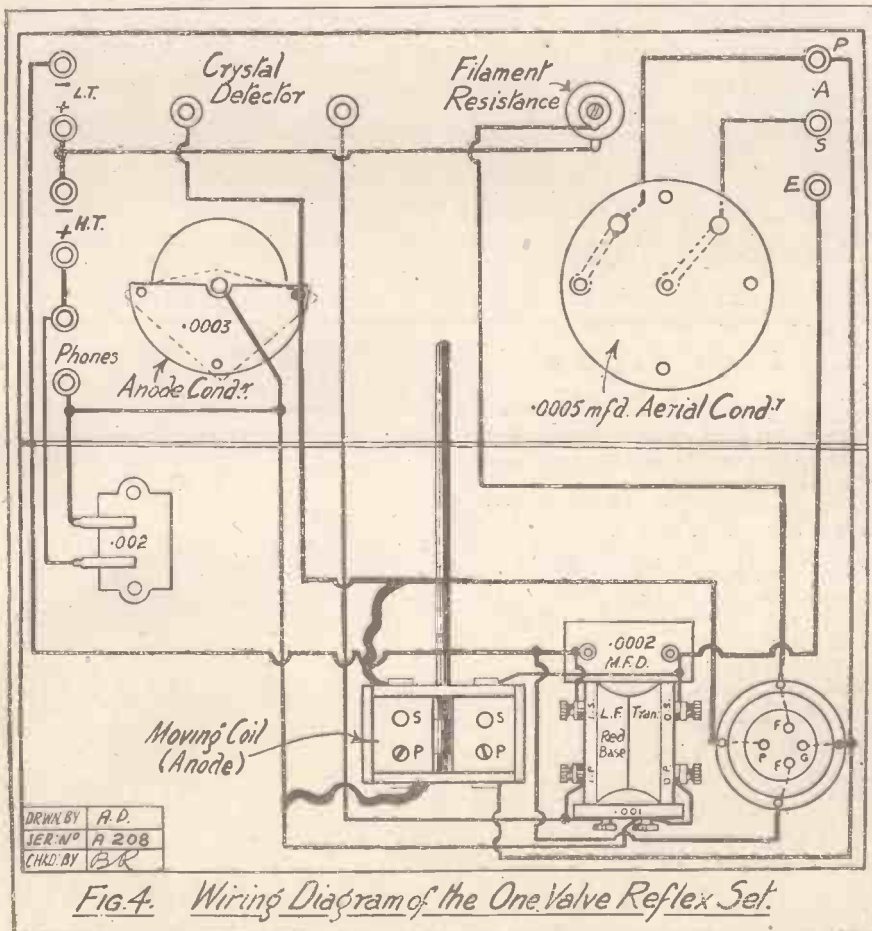 Crystal
Detector
Filament
Resistance
P
A
S
E
-
L.T.
+
-
H.T.
+
Phones
.0003
Anode Cond.r.
.0005 mfd. Aerial Cond.r
.002
.0002
M.F.D.
S
S
P
P
Moving Coil
(Anode)
I.S.
L.F. Tran:
O.S.
Red
Base
I.P.
O.P.
.001
F
P
G
F
DRWN BY A.D.
SER: No A 208
CHKD. BY BR
FIG. 4. Wiring Diagram of the One Valve Reflex Set.